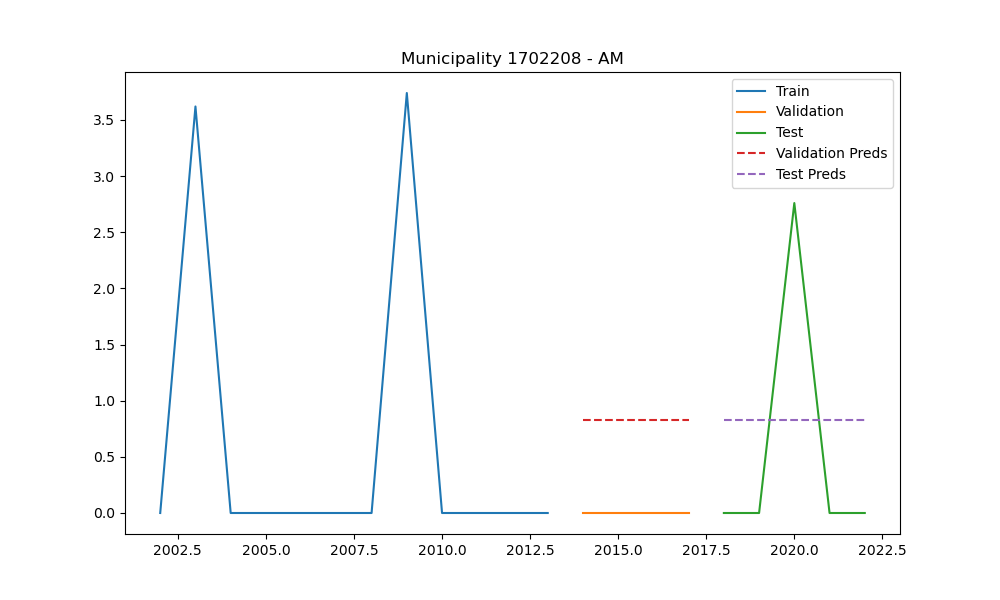 Municipality 1702208 - AM
Train
Validation
Test
Validation Preds
Test Preds
3.5
3.0
2.5
2.0
1.5
1.0
0.5
0.0
2002.5 2005.0 2007.5 2010.0 2012.5 2015.0 2017.5 2020.0 2022.5